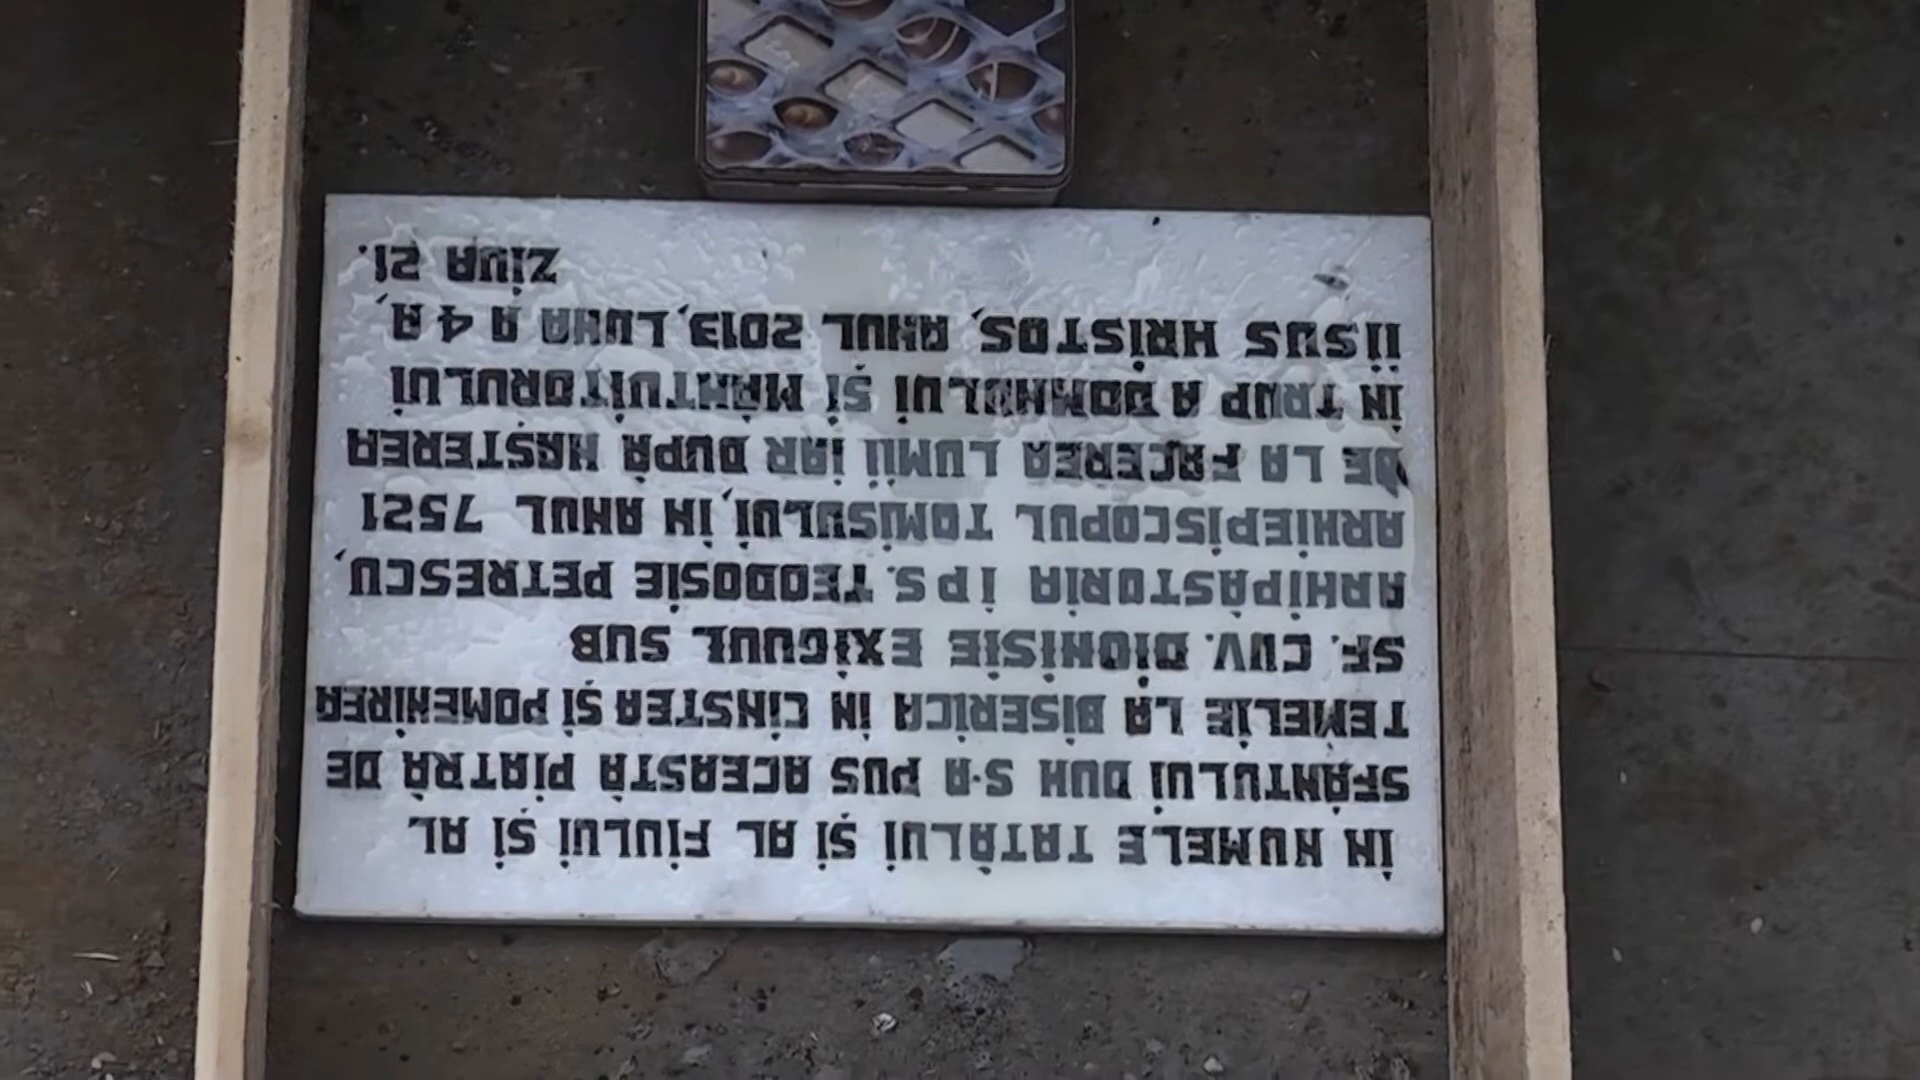 ÎN NUMELE TATĂLUI ȘI AL FIULUI ȘI AL
SFÂNTULUI DUH S-A PUS ACEASTĂ PIATRĂ DE
TEMELIE LA BISERICA ÎN CINSTEA ȘI POMENIREA
SF. CUV. DIONISIE EXIGUUL SUB
ARHIPĂSTORIA I.P.S. TEODOSIE PETRESCU,
ARHIEPISCOPUL TOMISULUI, ÎN ANUL 7521
DE LA FACEREA LUMII IAR DUPĂ NAȘTEREA
ÎN TRUP A DOMNULUI ȘI MÂNTUITORULUI
IISUS HRISTOS, ANUL 2013, LUNA A 4 A,
ZIUA 21.